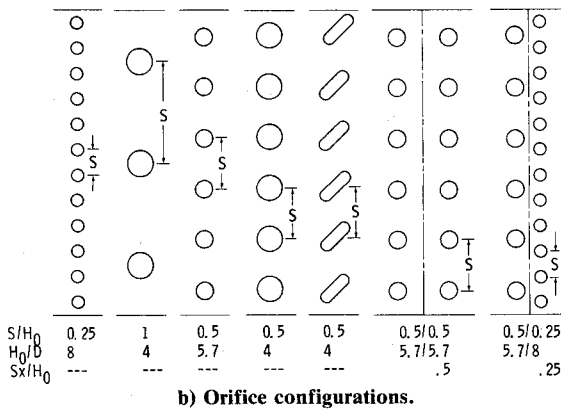 S S S S S S S
S/H₀ 0.25 1 0.5 0.5 0.5 0.5/0.5 0.5/0.25
H₀/D 8 4 5.7 4 4 5.7/5.7 5.7/8
Sx/H₀ --- --- --- --- --- .5 .25
b) Orifice configurations.